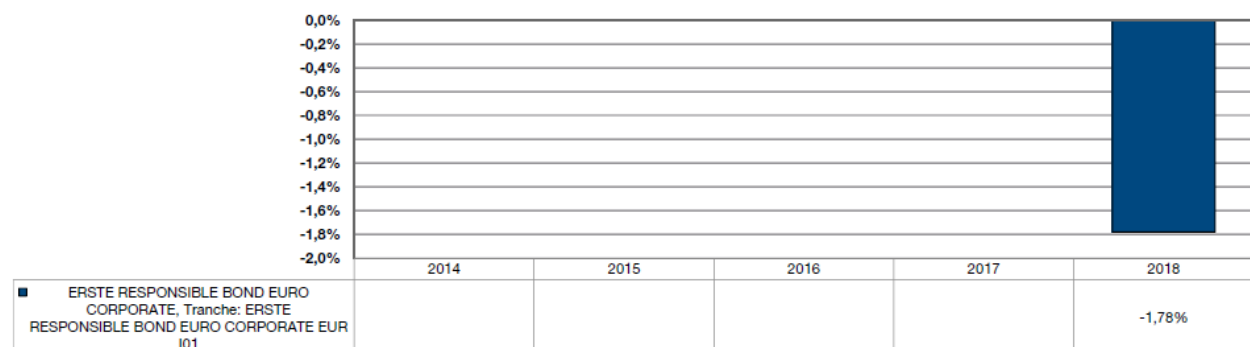 0,0%
-0,2%
-0,4%
-0,6%
-0,8%
-1,0%
-1,2%
-1,4%
-1,6%
-1,8%
-2,0%
2014 2015 2016 2017 2018
ERSTE RESPONSIBLE BOND EURO
CORPORATE, Tranche: ERSTE
RESPONSIBLE BOND EURO CORPORATE EUR
I01
-1,78%